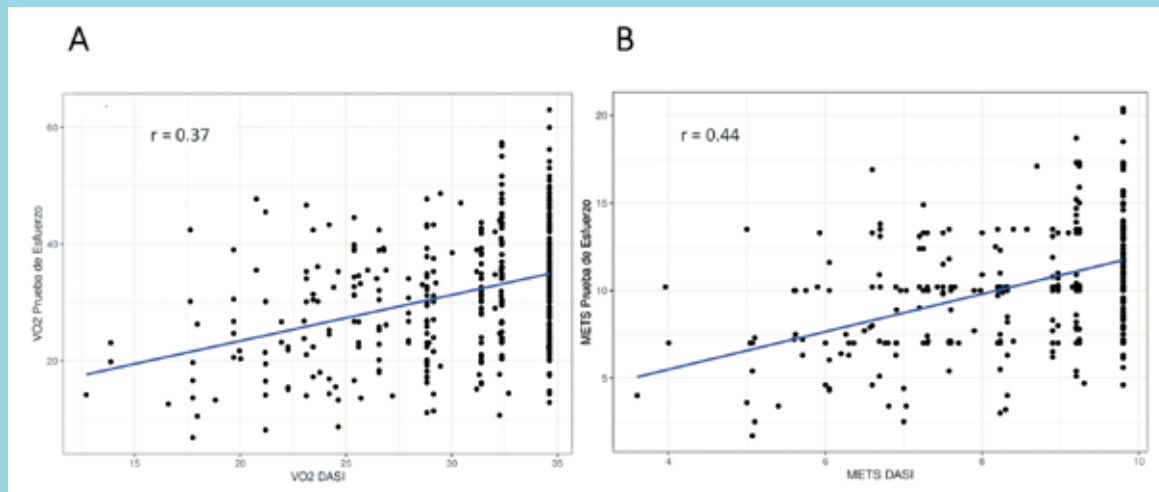 A
B
r = 0.37
r = 0.44
VO2 Prueba de Esfuerzo
60
40
20
15
20
25
30
35
VO2 DASI
METS Prueba de Esfuerzo
20
15
10
5
4
6
8
10
METS DASI